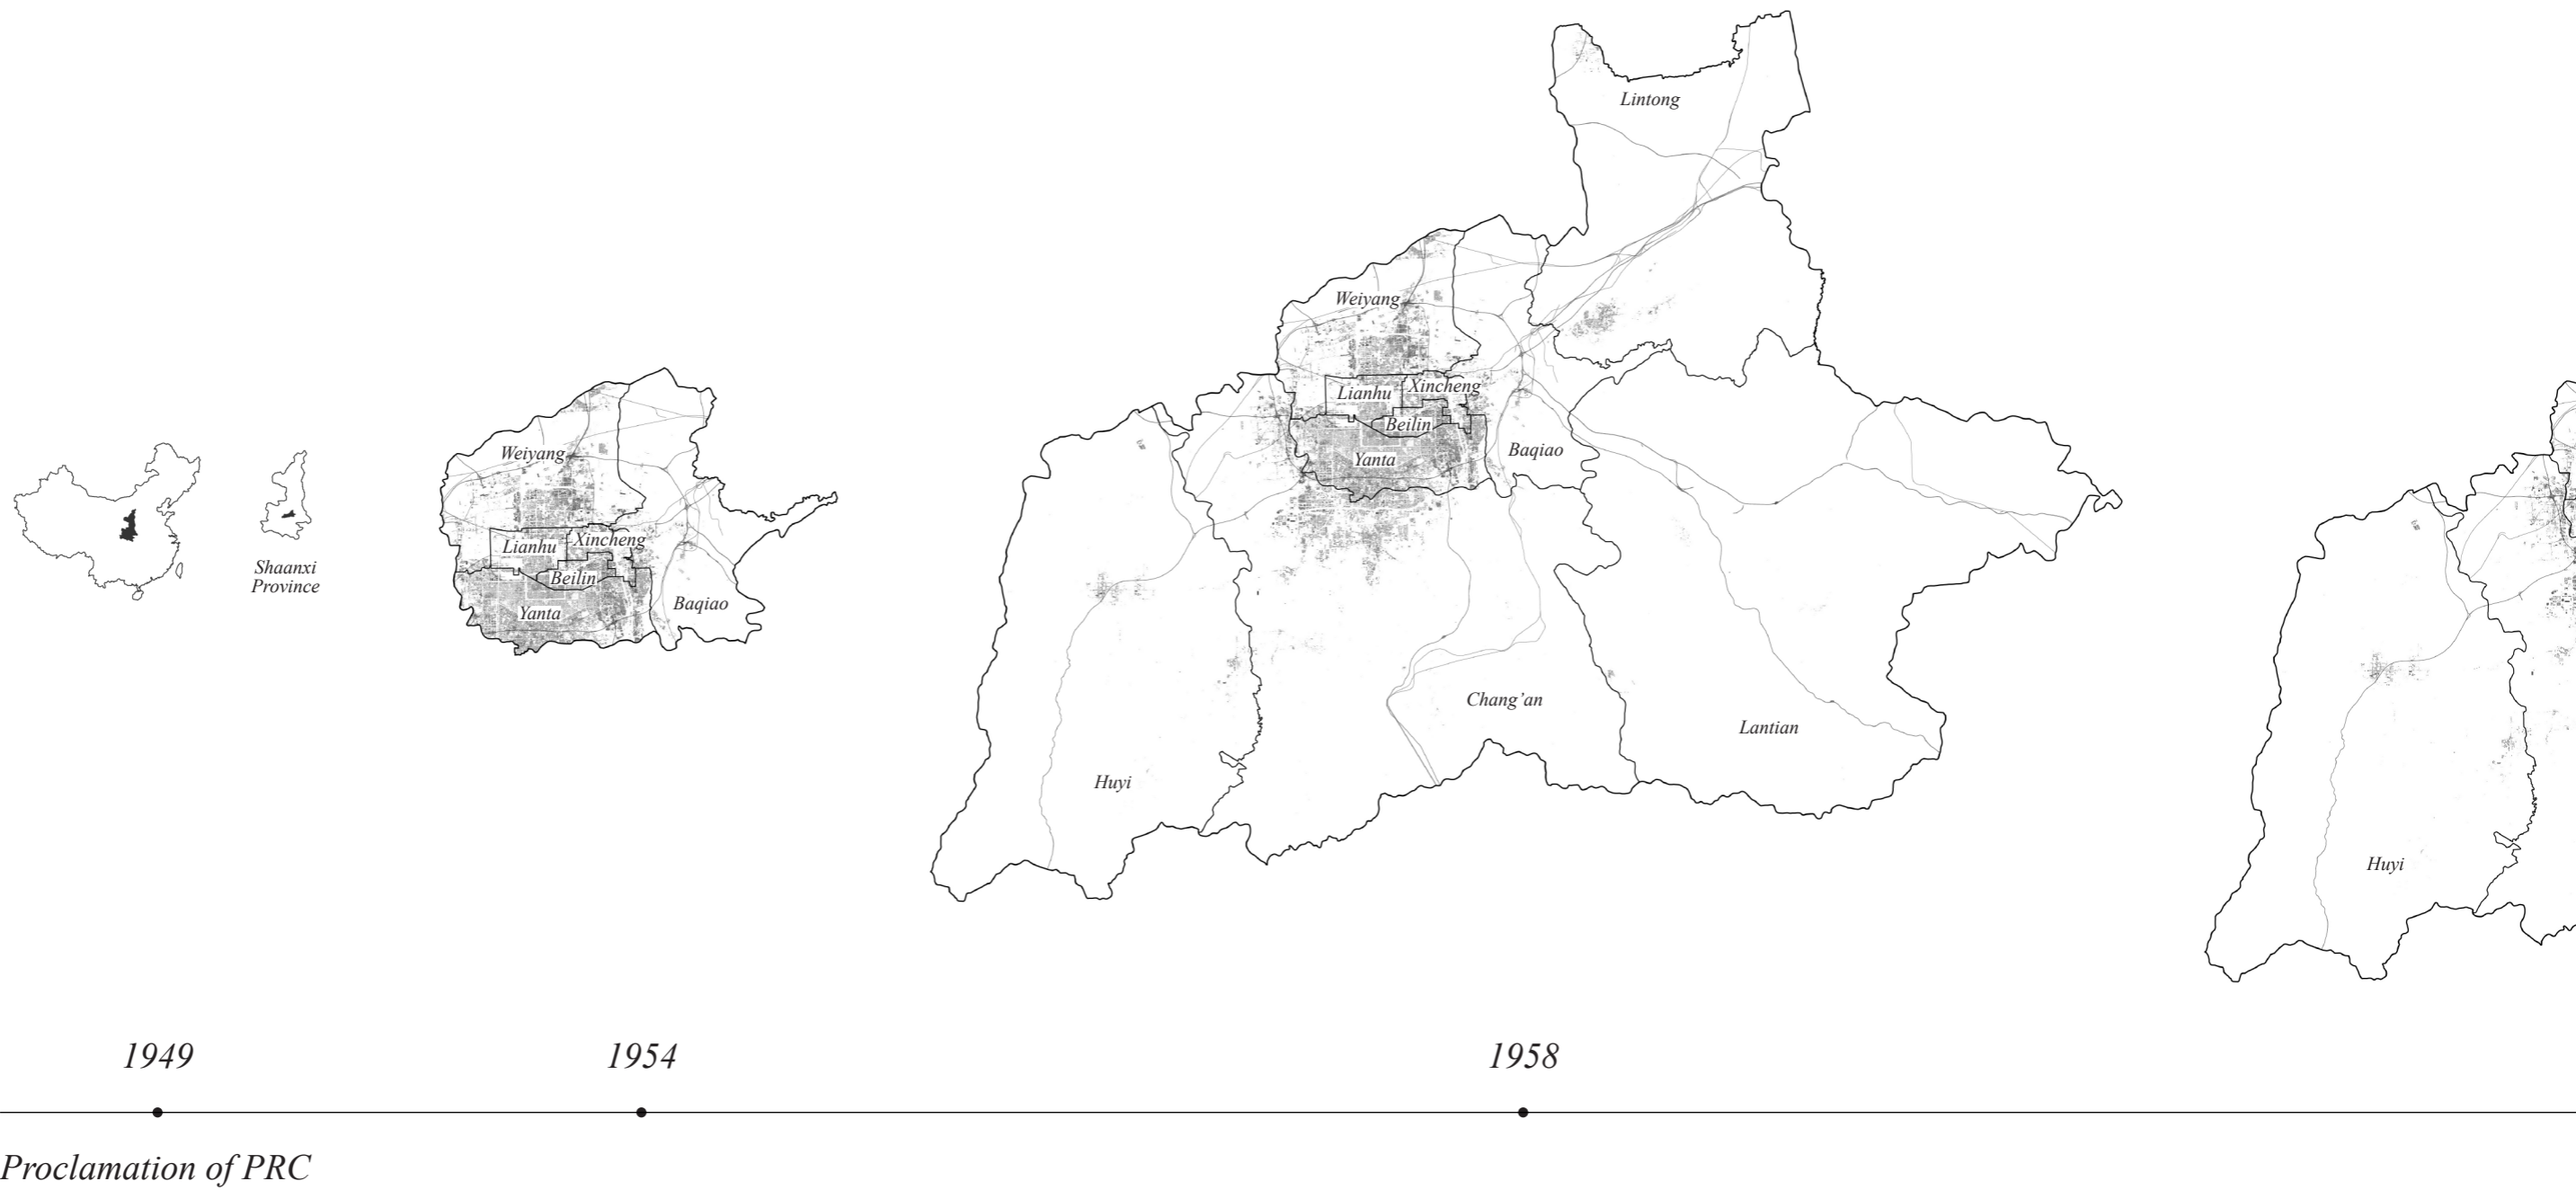 Shaanxi
Province
Weiyang
Lianhu
Xincheng
Beilin
Yanta
Baqiao
Lintong
Weiyang
Lianhu
Xincheng
Beilin
Yanta
Baqiao
Chang’an
Lantian
Huyi
Huyi
1949
1954
1958
Proclamation of PRC